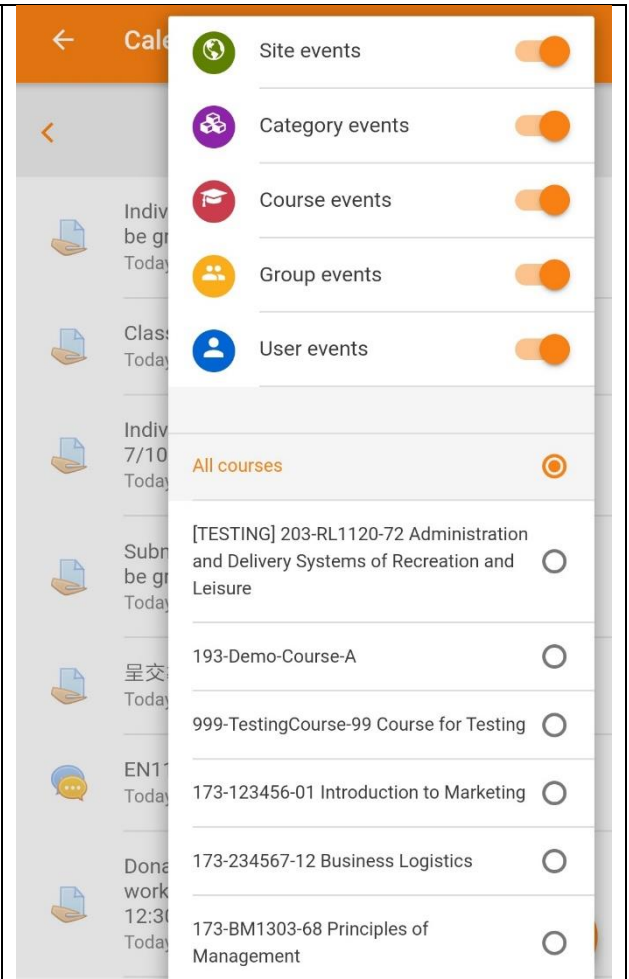 Cale
Site events
Category events
Course events
Group events
User events
Indiv
be gr
Today
Class
Today
Indiv
7/10
Today
Subm
be gr
Today
呈交
Today
EN11
Today
Dona
work
12:30
Today
All courses
[TESTING] 203-RL1120-72 Administration
and Delivery Systems of Recreation and
Leisure
193-Demo-Course-A
999-TestingCourse-99 Course for Testing
173-123456-01 Introduction to Marketing
173-234567-12 Business Logistics
173-BM1303-68 Principles of
Management